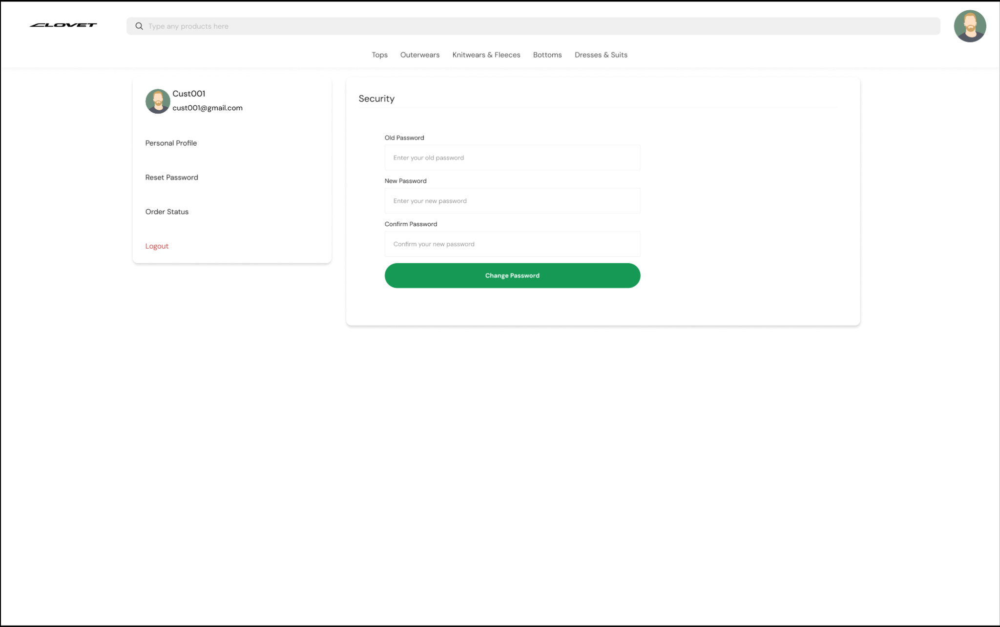 CLOVET
Type any products here
Tops Outerwears Knitwears & Fleeces Bottoms Dresses & Suits
Cust001
cust001@gmail.com
Personal Profile
Reset Password
Order Status
Logout
Security
Old Password
Enter your old password
New Password
Enter your new password
Confirm Password
Confirm your new password
Change Password